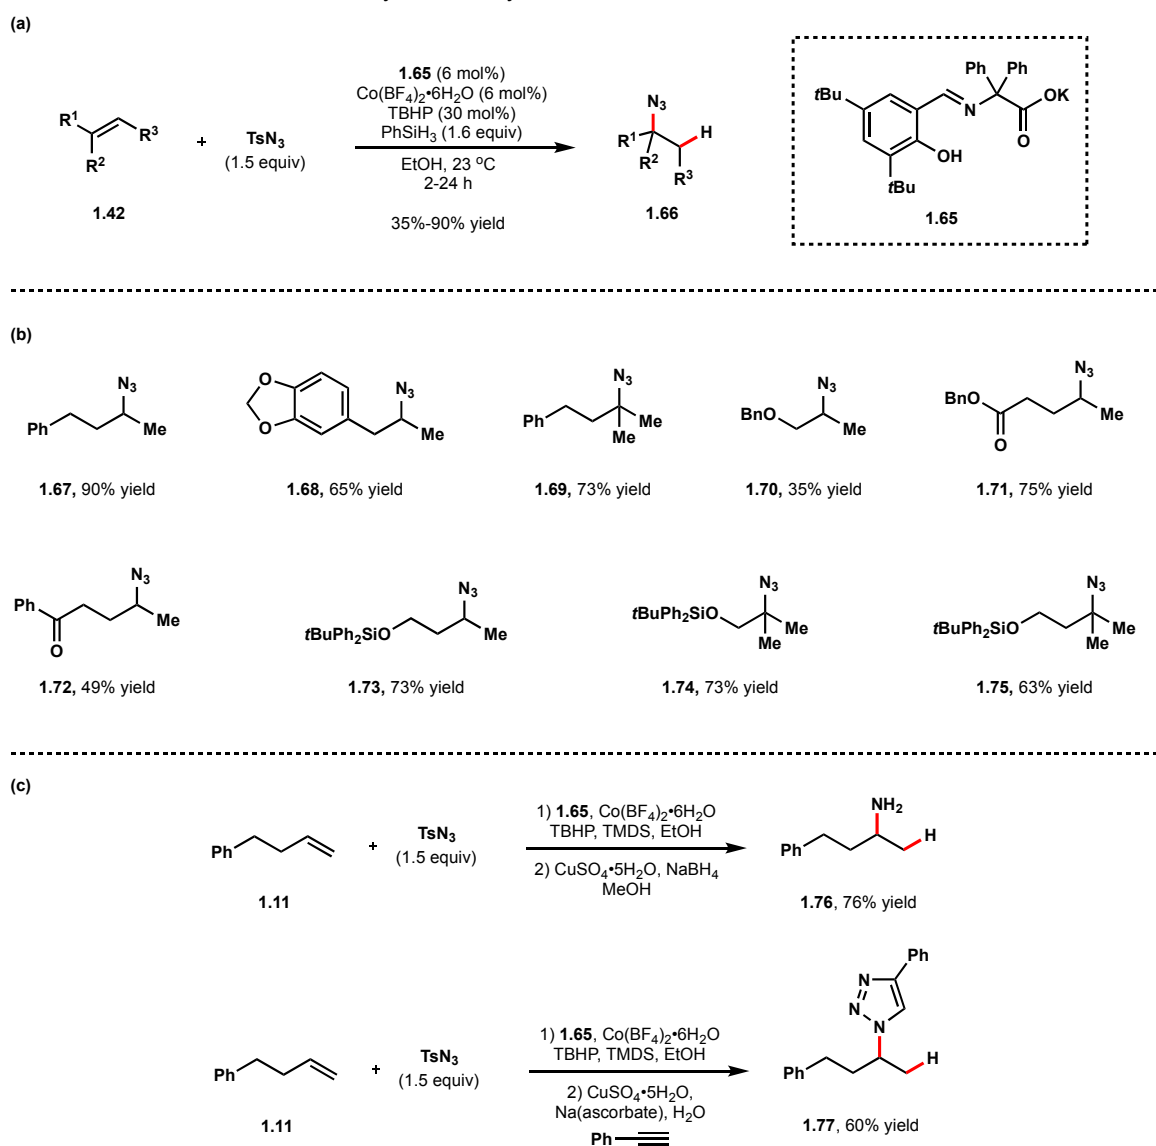 (a)
R¹
R²
R³
1.42
+
TsN₃
(1.5 equiv)
1.65 (6 mol%)
Co(BF₄)₂•6H₂O (6 mol%)
TBHP (30 mol%)
PhSiH₃ (1.6 equiv)
EtOH, 23 ºC
2-24 h
35%-90% yield
N₃
R¹
H
R²
R³
1.66
Ph Ph
tBu
N
OK
O
OH
tBu
1.65
(b)
N₃
Ph
Me
1.67, 90% yield
O
O
N₃
Me
1.68, 65% yield
N₃
Ph
Me
Me
1.69, 73% yield
N₃
BnO
Me
1.70, 35% yield
N₃
BnO
Me
O
1.71, 75% yield
N₃
Ph
Me
O
1.72, 49% yield
N₃
tBuPh₂SiO
Me
1.73, 73% yield
N₃
tBuPh₂SiO
Me
Me
1.74, 73% yield
N₃
tBuPh₂SiO
Me
Me
1.75, 63% yield
(c)
Ph
1.11
+
TsN₃
(1.5 equiv)
1) 1.65, Co(BF₄)₂•6H₂O
TBHP, TMDS, EtOH
2) CuSO₄•5H₂O, NaBH₄
MeOH
NH₂
H
Ph
1.76, 76% yield
Ph
1.11
+
TsN₃
(1.5 equiv)
1) 1.65, Co(BF₄)₂•6H₂O
TBHP, TMDS, EtOH
2) CuSO₄•5H₂O,
Na(ascorbate), H₂O
Ph
Ph
N
N
N
H
Ph
1.77, 60% yield